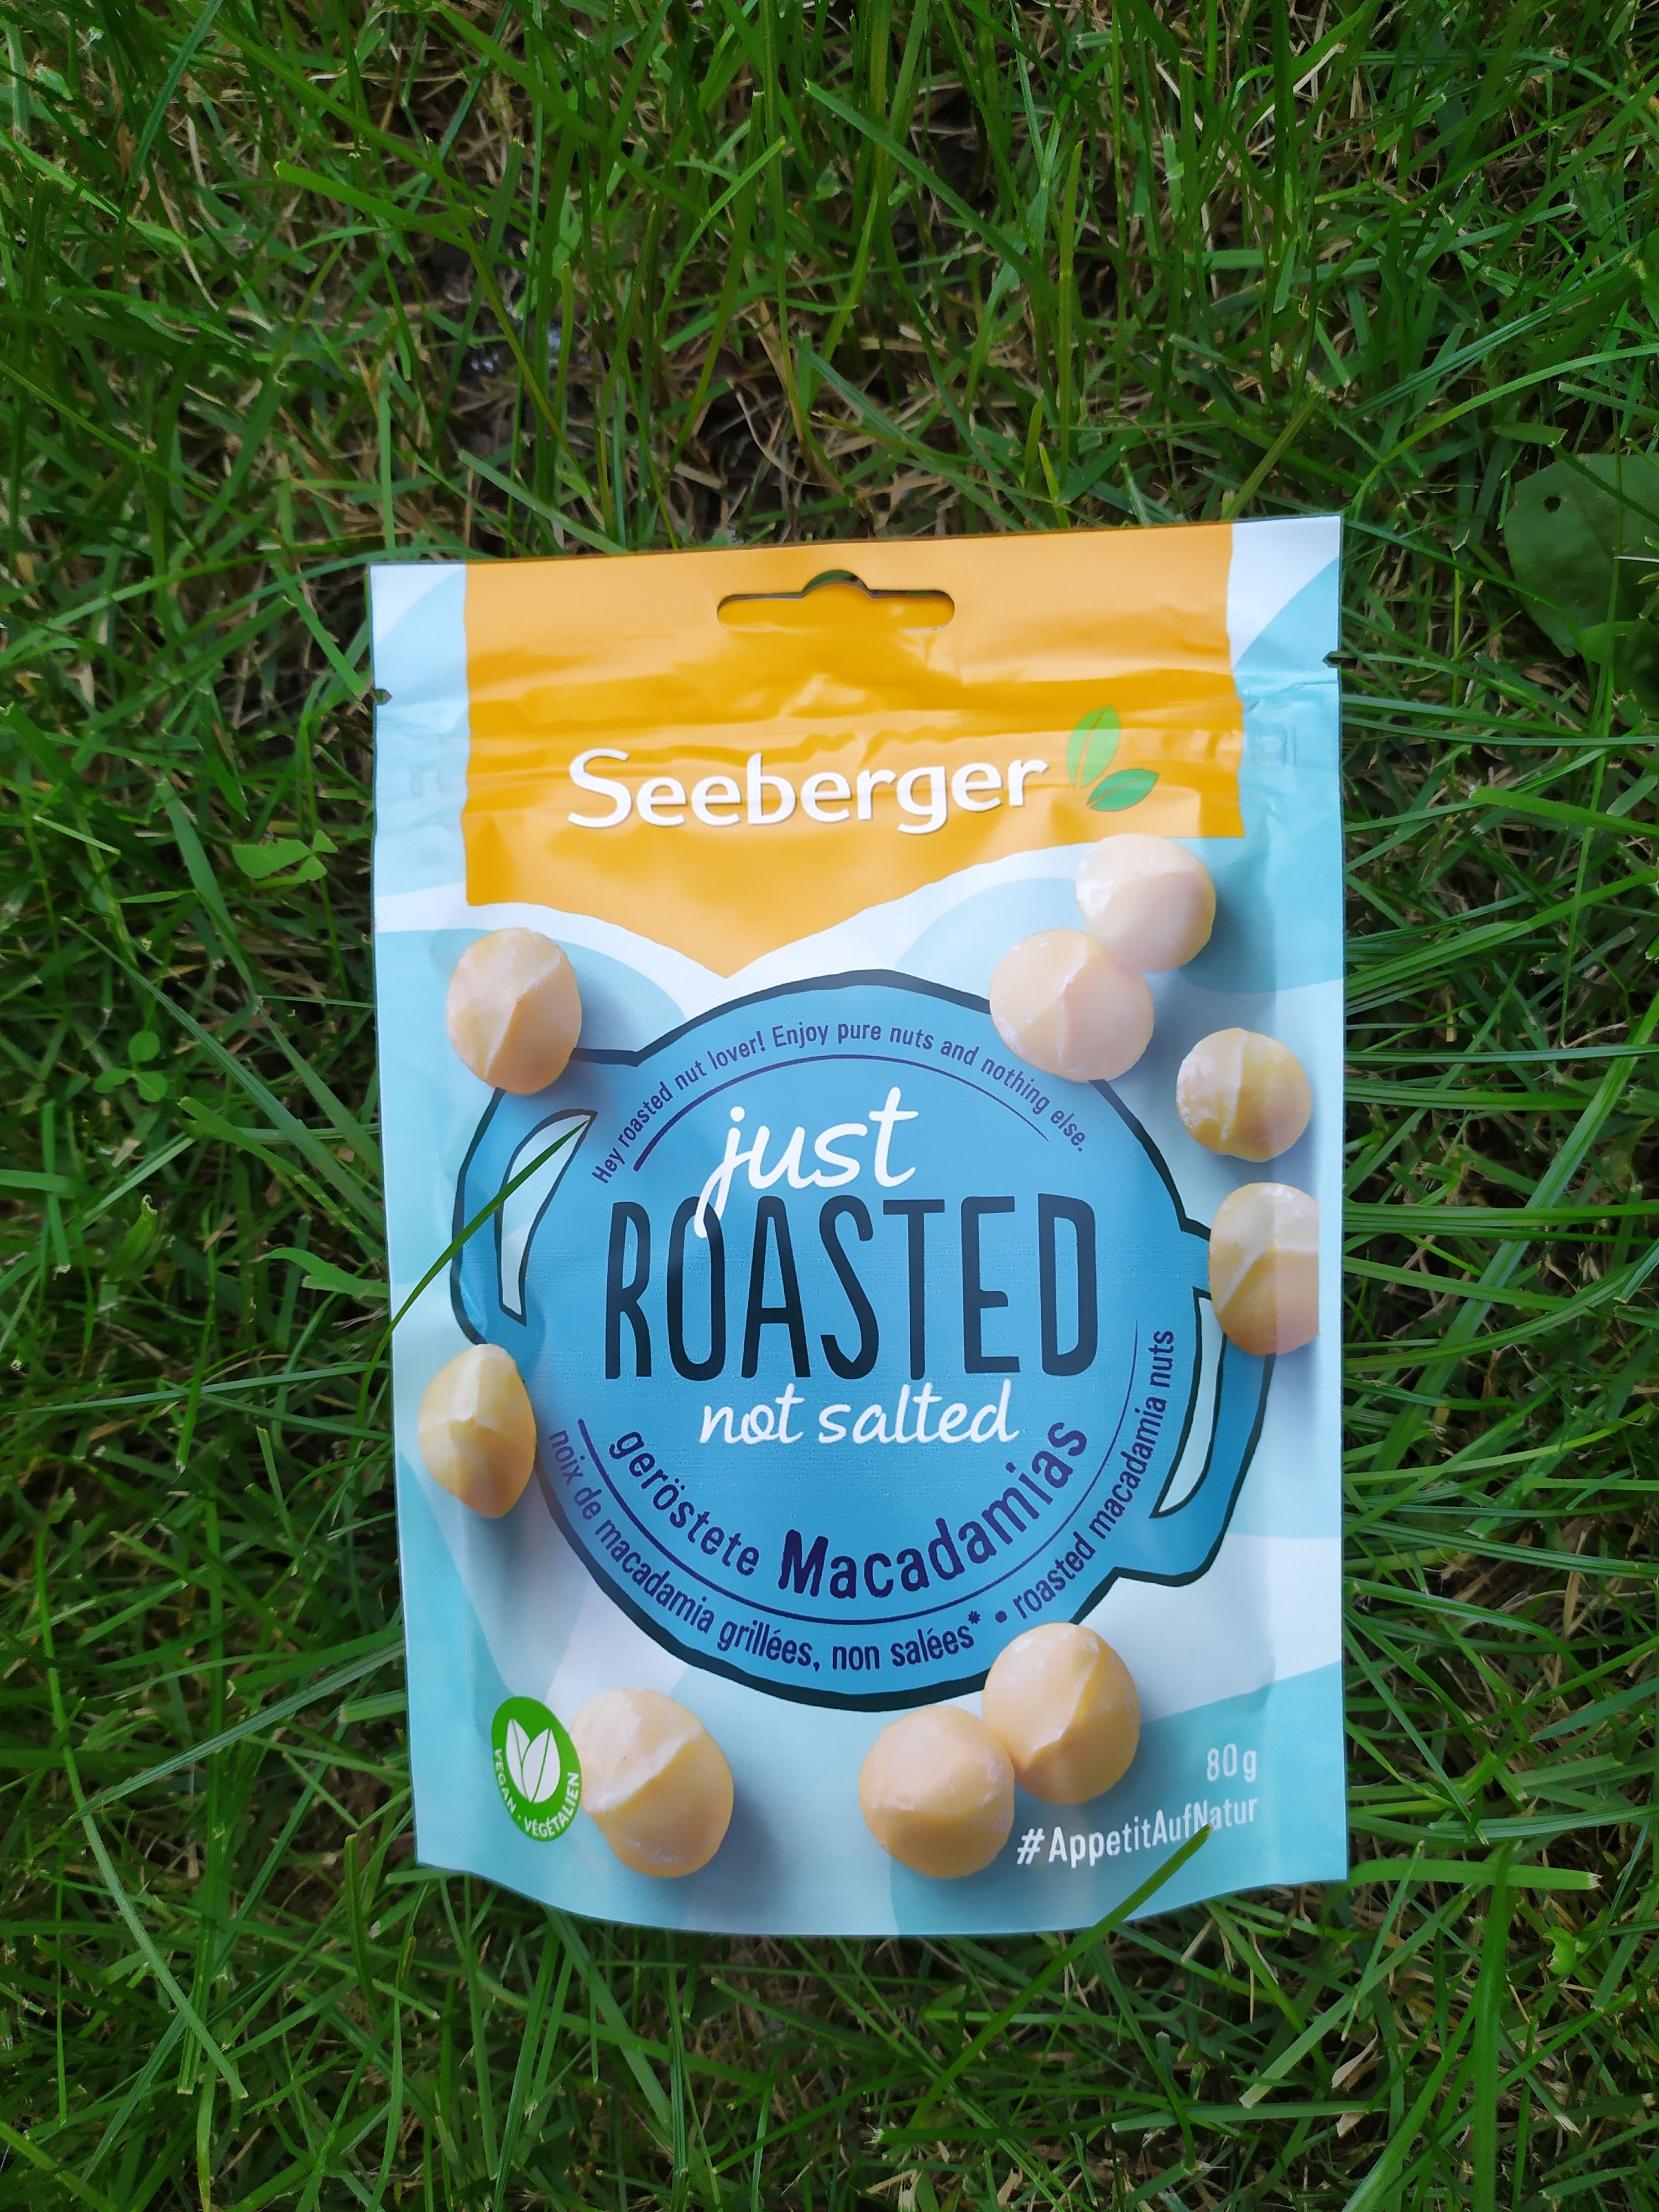 Seeberger
Hey roasted nut lover! Enjoy pure nuts and nothing else.
just
ROASTED
not salted
geröstete Macadamias
noix de macadamia grillées, non salées* • roasted macadamia nuts
VEGAN · VÉGÉTALIEN
80 g
#AppetitAufNatur